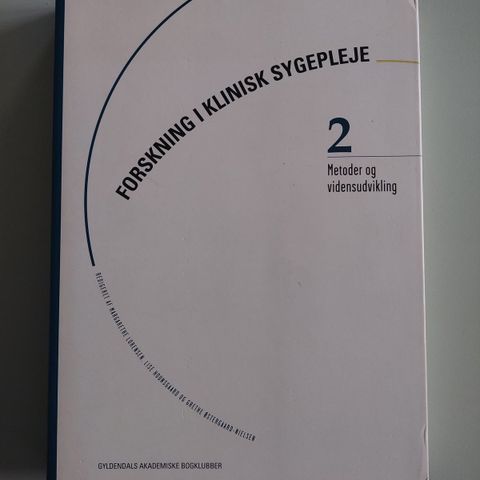 FORSKNING I KLINISK SYGEPLEJE
2
Metoder og
vidensudvikling
REDIGERET AF MARGARETHE LORENSEN, LISE HOUNSGAARD OG GRETHE ØSTERGAARD-NIELSEN
GYLDENDALS AKADEMISKE BOGKLUBBER